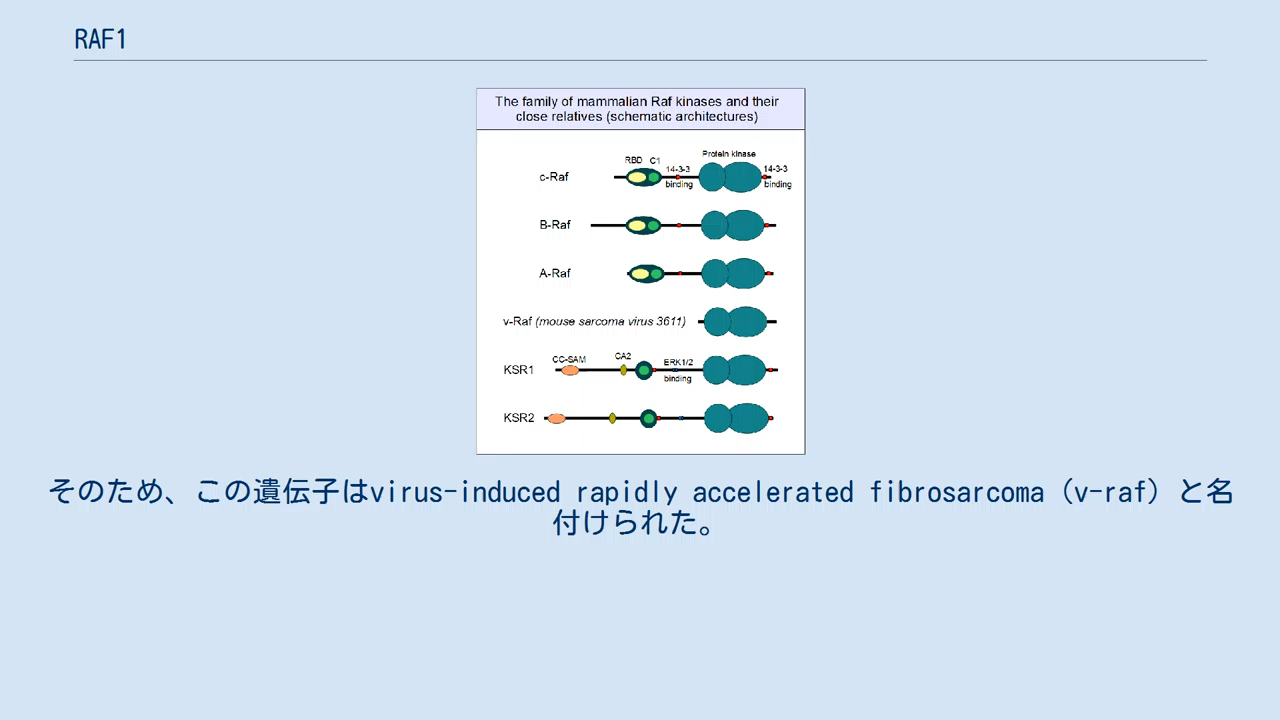 RAF1
The family of mammalian Raf kinases and their
close relatives (schematic architectures)
RBD C1 Protein kinase
c-Raf 14-3-3 binding 14-3-3 binding
B-Raf
A-Raf
v-Raf (mouse sarcoma virus 3611)
CC-SAM CA2 ERK1/2
KSR1 binding
KSR2
そのため、この遺伝子はvirus-induced rapidly accelerated fibrosarcoma（v-raf）と名
付けられた。